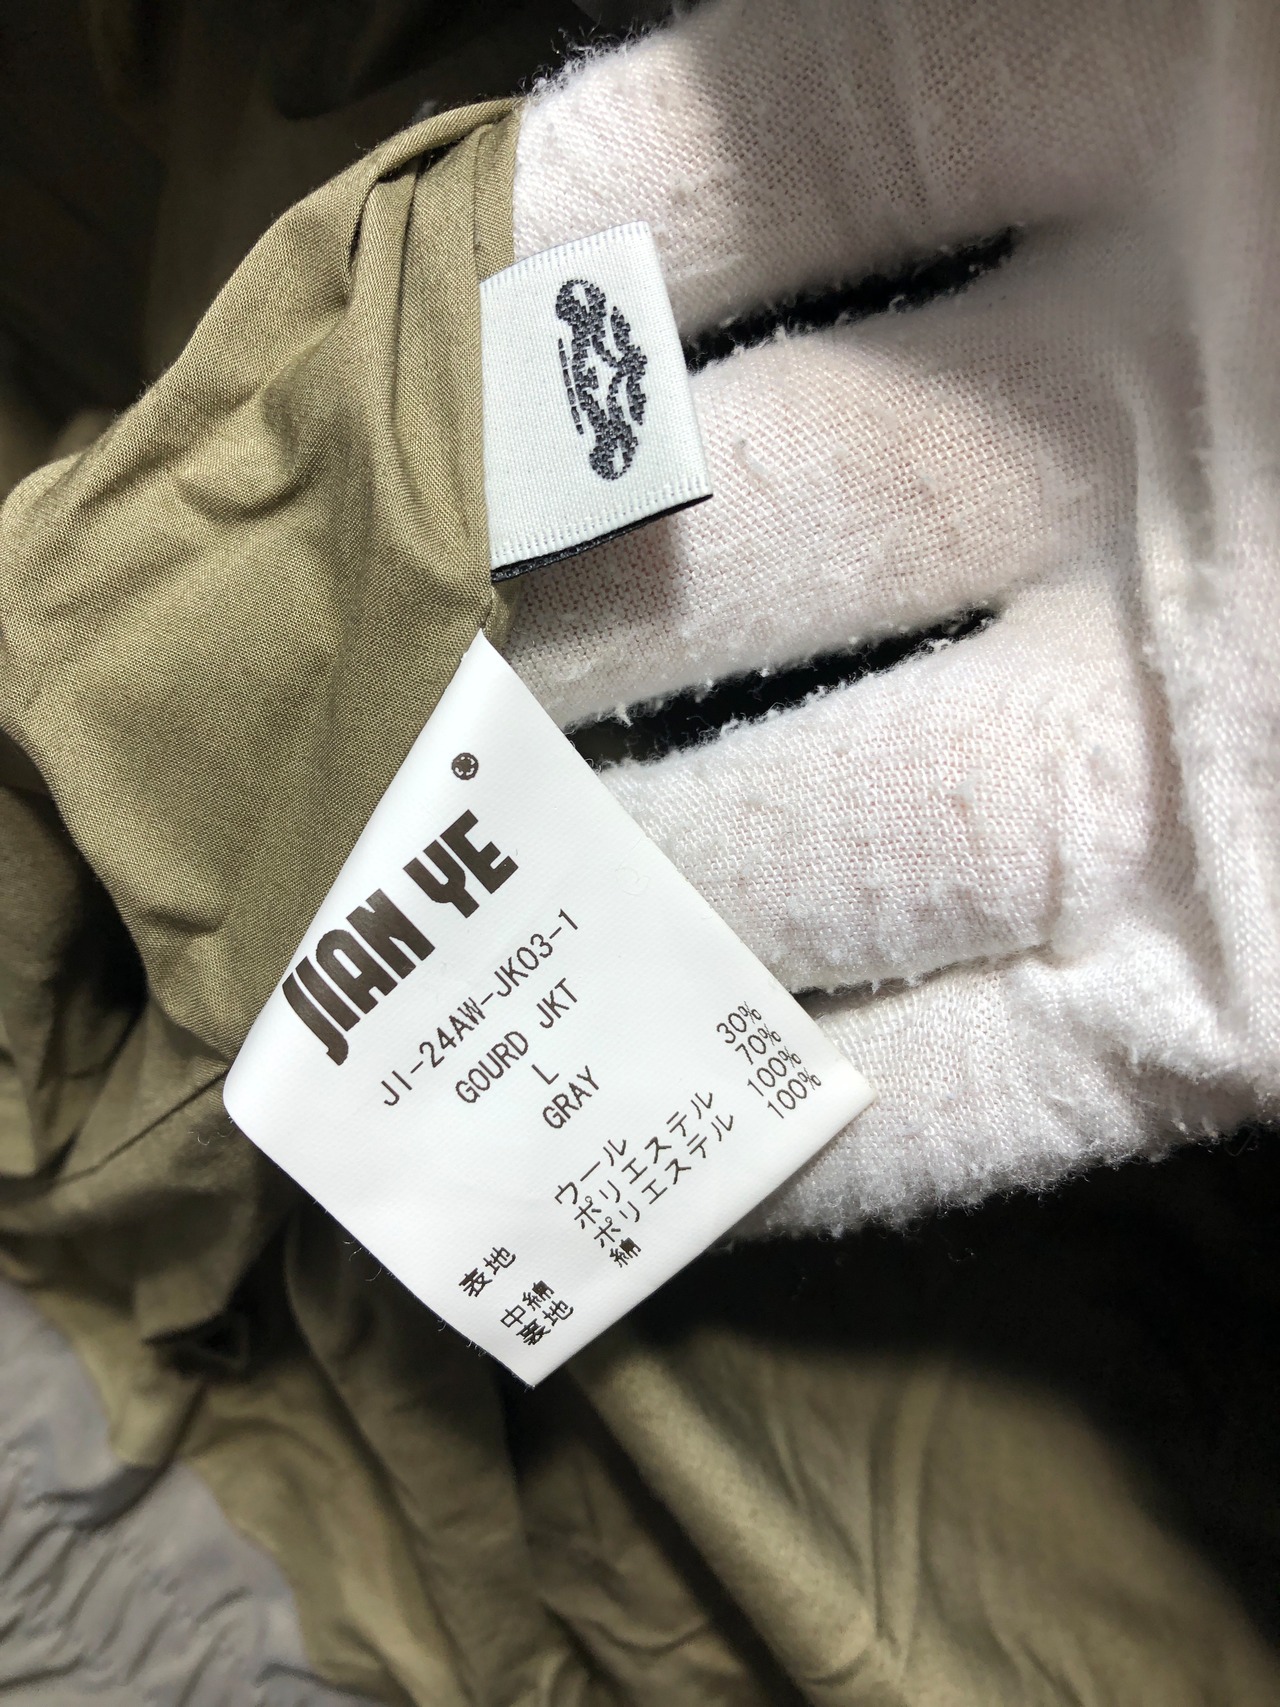 JIAN YE
JI-24AW-JK03-1
GOURD JKT
L
GRAY
表地 ウール 30%
ポリエステル 70%
中綿 ポリエステル 100%
裏地 綿 100%